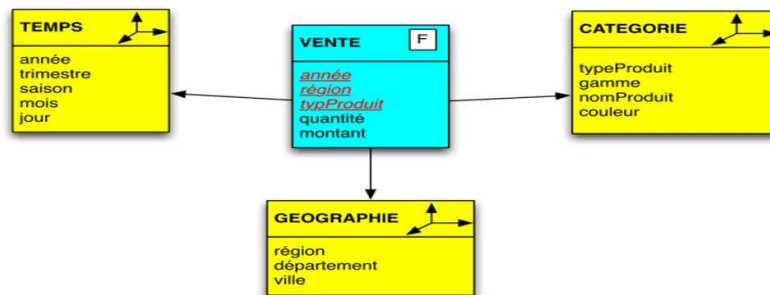 TEMPS
année
trimestre
saison
mois
jour
VENTE
F
année
région
typProduit
quantité
montant
CATEGORIE
typeProduit
gamme
nomProduit
couleur
GEOGRAPHIE
région
département
ville